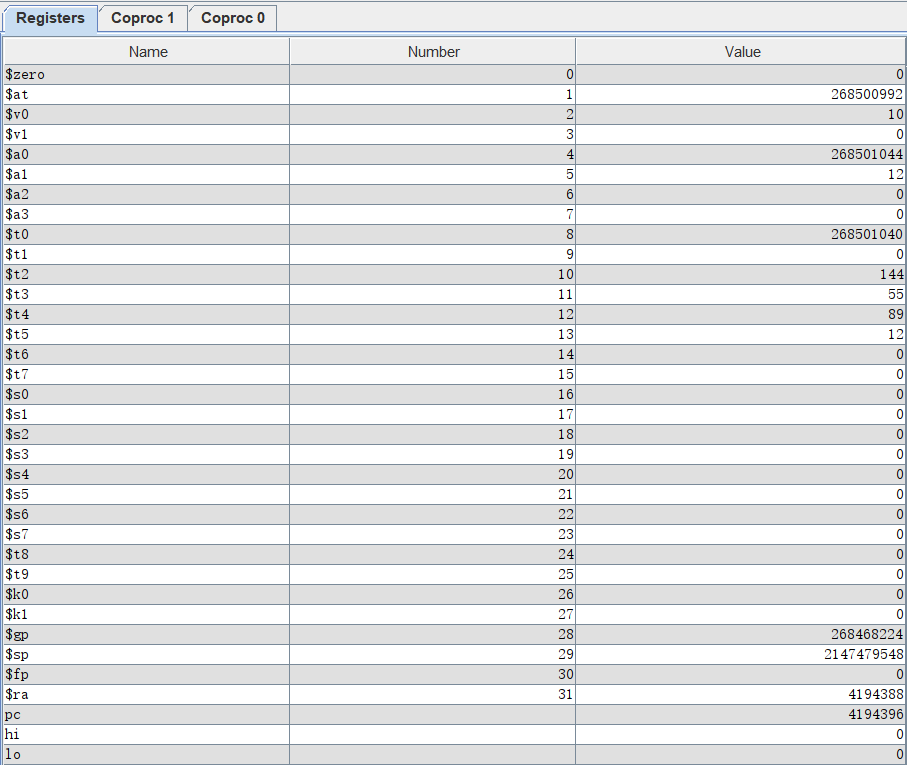 Registers Coproc 1 Coproc 0
Name Number Value
$zero 0 0
$at 1 268500992
$v0 2 10
$v1 3 0
$a0 4 268501044
$a1 5 12
$a2 6 0
$a3 7 0
$t0 8 268501040
$t1 9 0
$t2 10 144
$t3 11 55
$t4 12 89
$t5 13 12
$t6 14 0
$t7 15 0
$s0 16 0
$s1 17 0
$s2 18 0
$s3 19 0
$s4 20 0
$s5 21 0
$s6 22 0
$s7 23 0
$t8 24 0
$t9 25 0
$k0 26 0
$k1 27 0
$gp 28 268468224
$sp 29 2147479548
$fp 30 0
$ra 31 4194388
pc 4194396
hi 0
lo 0